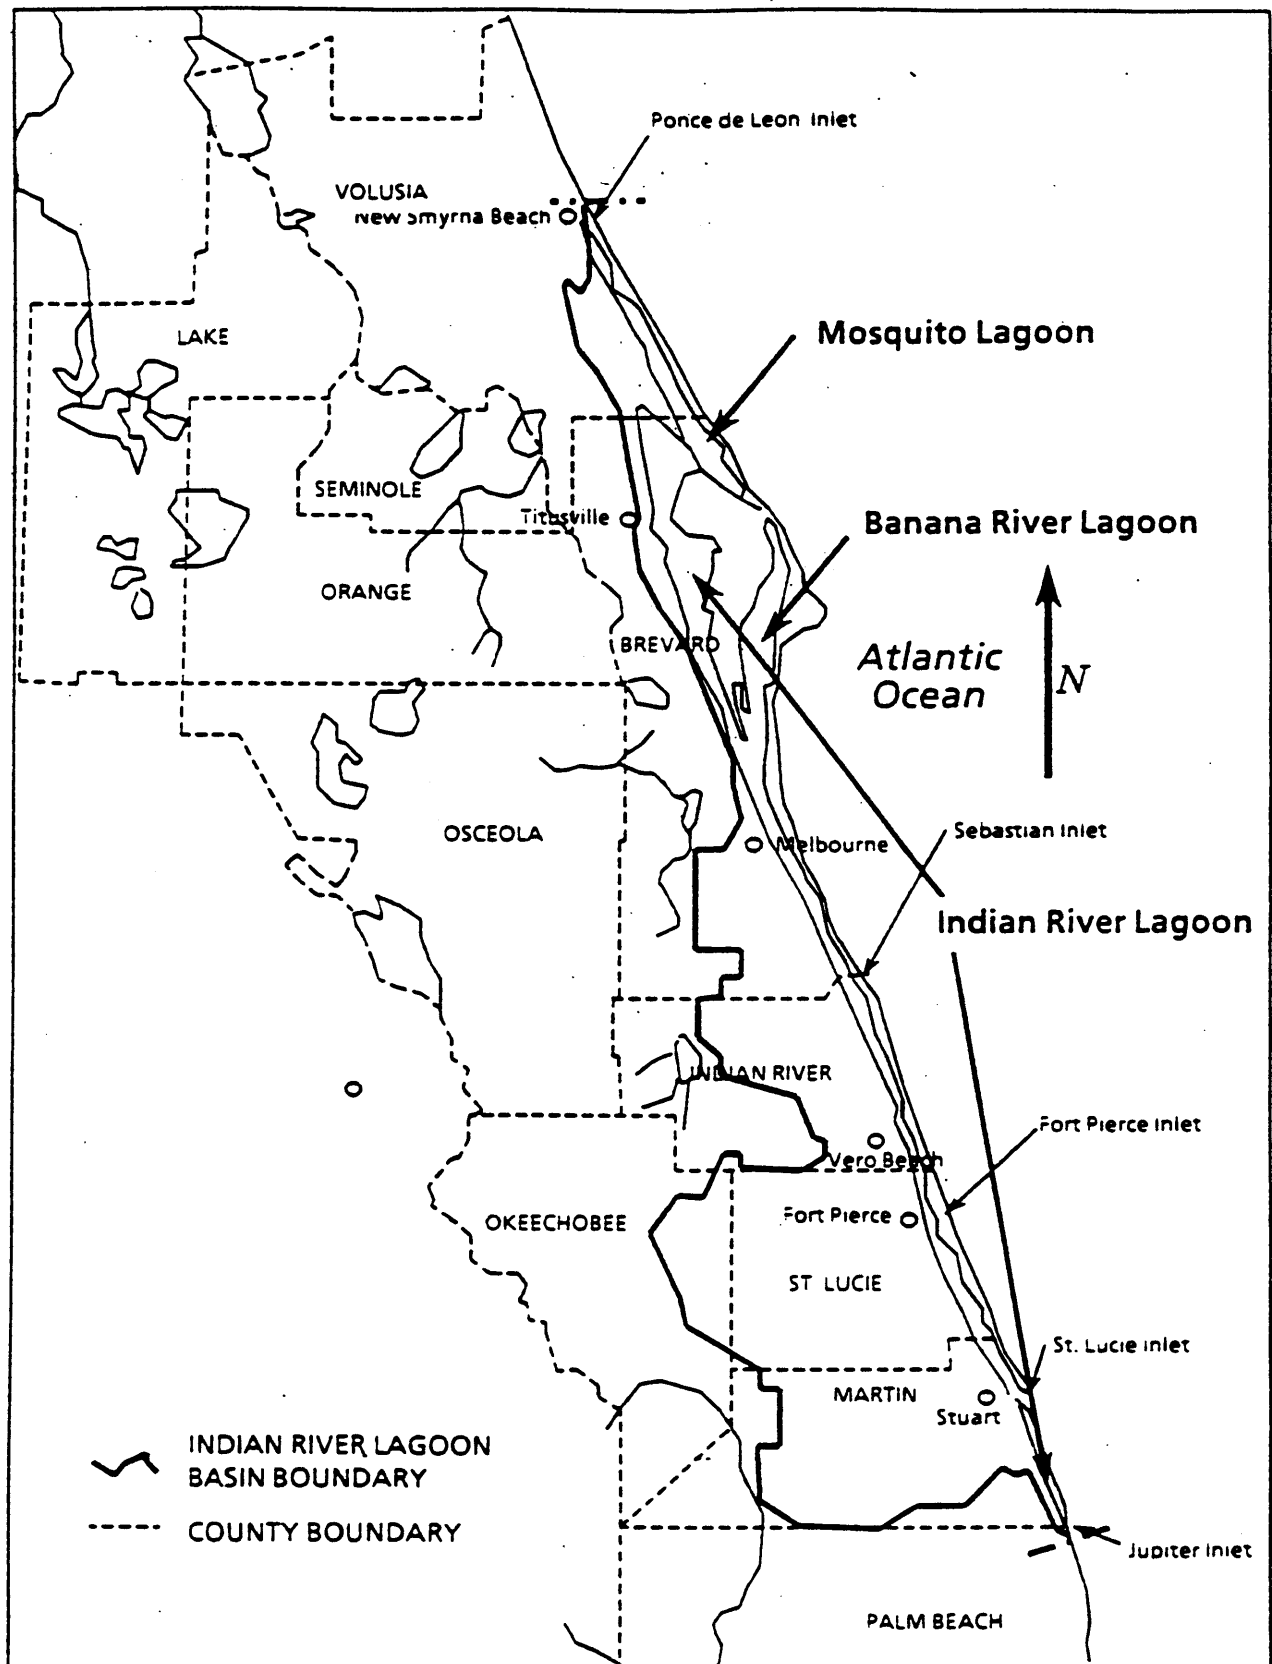 Ponce de Leon Inlet
VOLUSIA
New Smyrna Beach
Mosquito Lagoon
LAKE
SEMINOLE
Titusville
Banana River Lagoon
ORANGE
BREVARD
Atlantic
Ocean
N
OSCEOLA
Melbourne
Sebastian Inlet
Indian River Lagoon
INDIAN RIVER
Fort Pierce Inlet
Vero Beach
OKEECHOBEE
Fort Pierce
ST LUCIE
St. Lucie Inlet
MARTIN
Stuart
INDIAN RIVER LAGOON
BASIN BOUNDARY
COUNTY BOUNDARY
Jupiter Inlet
PALM BEACH